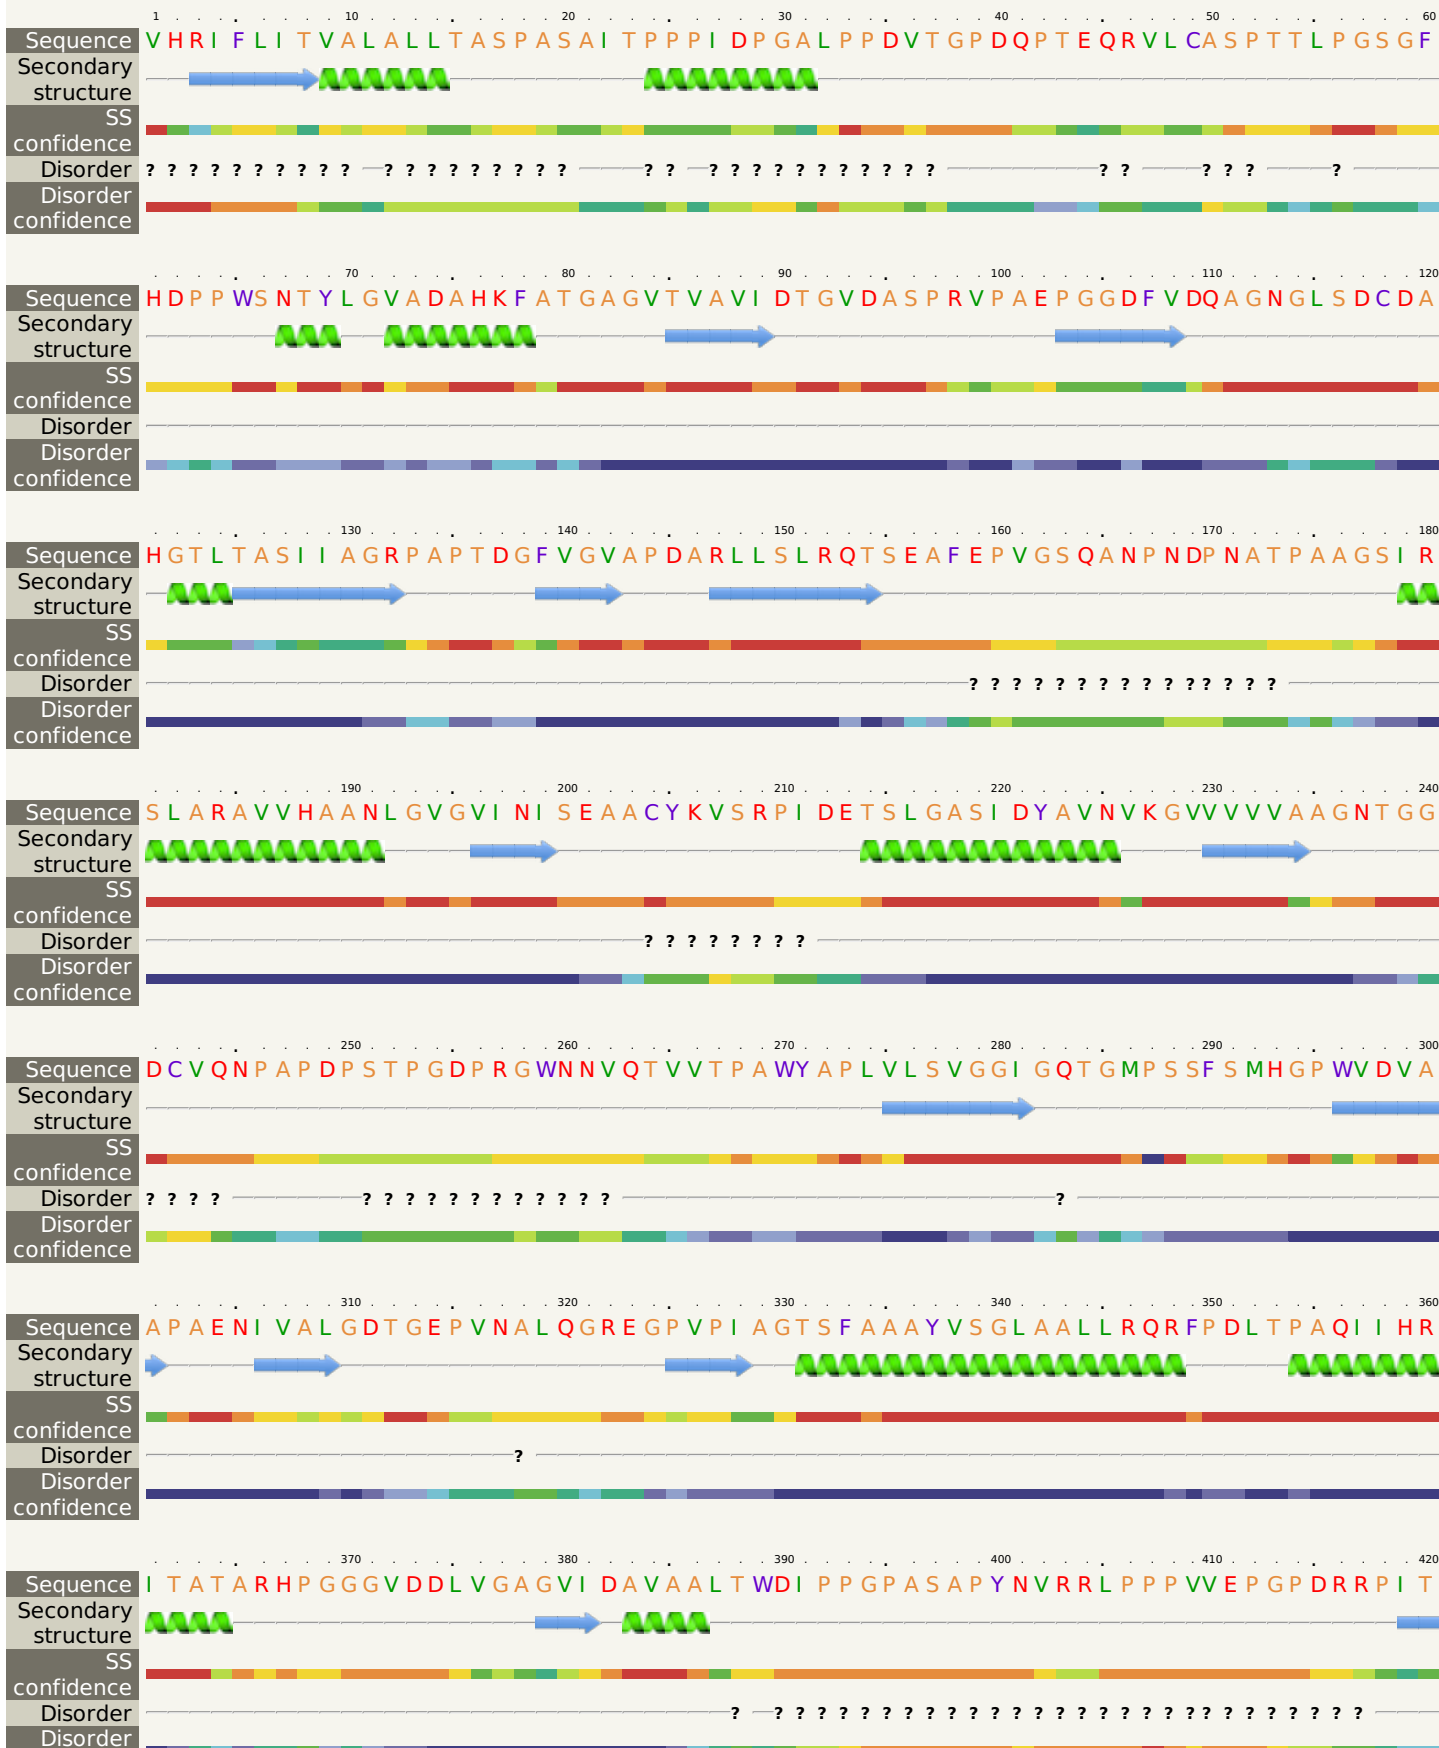 1 10 20 30 40 50 60
Sequence VHRIFLITVALALLTASPASAITPPPIDPGALPPDVTGPDQPTEQRVLCASPTTLPGSGF
Secondary
structure
SS
confidence
Disorder ? ? ? ? ? ? ? ? ? ? ? ? ? ? ? ? ? ? ? ? ? ? ? ? ? ? ? ? ? ? ? ? ? ? ? ? ? ?
Disorder
confidence
70 80 90 100 110 120
Sequence HDPPWSNTYLGVADAHKFATGAGVTVAVIDTGVDASPRVPAEPGGDFVDQAGNGLSDCDA
Secondary
structure
SS
confidence
Disorder
Disorder
confidence
130 140 150 160 170 180
Sequence HGTLTASIIAGRPAPTDGFVGVAPDARLLSLRQTSEAFEPVGSQANPNDPNATPAAGSIR
Secondary
structure
SS
confidence
Disorder ? ? ? ? ? ? ? ? ? ? ? ? ? ? ?
Disorder
confidence
190 200 210 220 230 240
Sequence SLARAVVHAANLGVGVINISEAACYKVSRPIDETSLGASIDYAVNVKGVVVVVAAGNTGG
Secondary
structure
SS
confidence
Disorder ? ? ? ? ? ? ? ?
Disorder
confidence
250 260 270 280 290 300
Sequence DCVQNPAPDPSTPGDPRGWNNVQTVVTPAWYAPLVLSVGGIGQTGMPSSFSMHGPWVDVA
Secondary
structure
SS
confidence
Disorder ? ? ? ? ? ? ? ? ? ? ? ? ? ? ? ? ?
Disorder
confidence
310 320 330 340 350 360
Sequence APAENIVALGDTGEPVNALQGREGPVPIAGTSFAAAYVSGLAALLRQRFPDLTPAQIIHR
Secondary
structure
SS
confidence
Disorder ?
Disorder
confidence
370 380 390 400 410 420
Sequence ITATARHPGGGVDDLVGAGVIDAVAALTWDIPPGPASAPYNVRRLPPPVVEPGPDRRPIT
Secondary
structure
SS
confidence
Disorder ? ? ? ? ? ? ? ? ? ? ? ? ? ? ? ? ? ? ? ? ? ? ? ? ? ? ? ? ?
Disorder